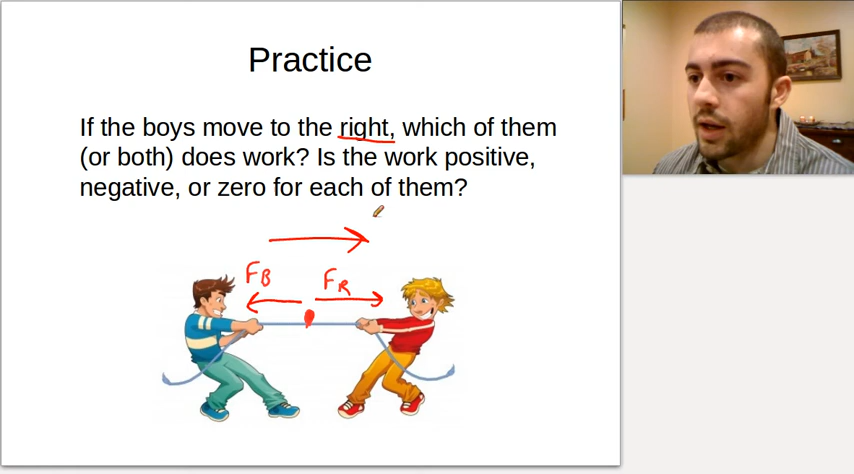 Practice
If the boys move to the right, which of them
(or both) does work? Is the work positive,
negative, or zero for each of them?
FB FR